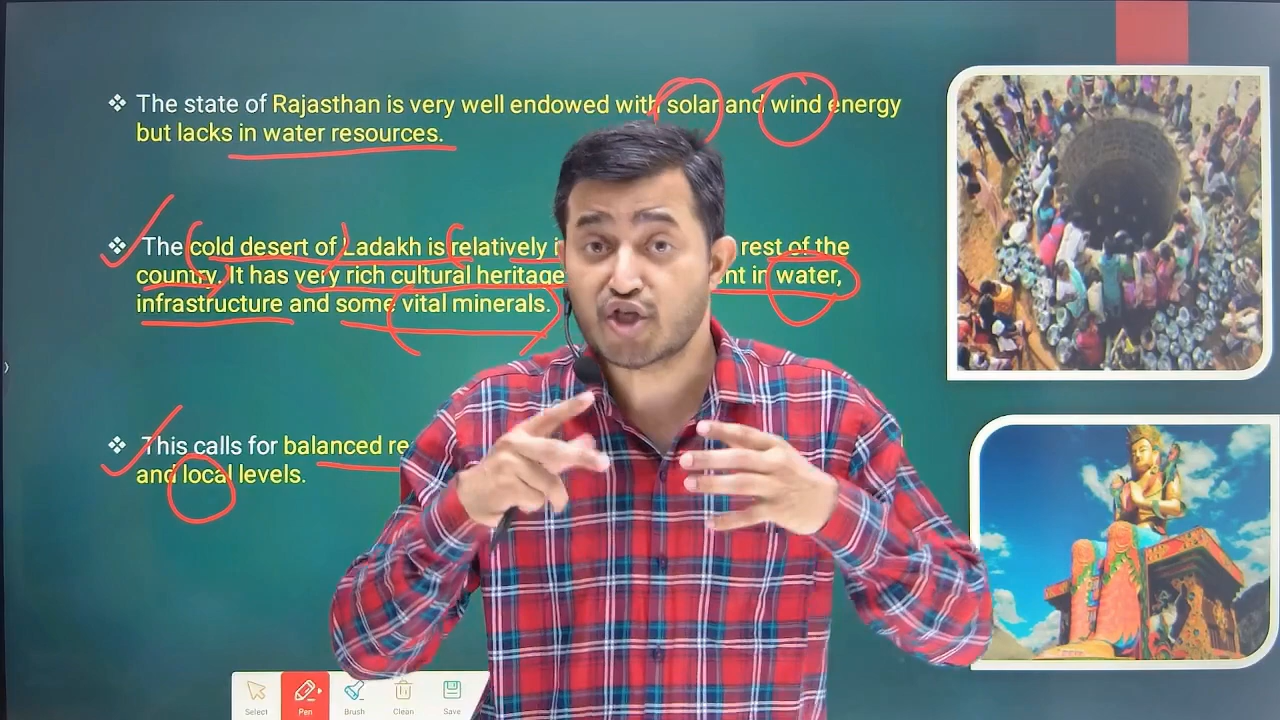 ❖ The state of Rajasthan is very well endowed with solar and wind energy
but lacks in water resources.
❖ The cold desert of Ladakh is relatively rest of the
country. It has very rich cultural heritage in water,
infrastructure and some vital minerals.
❖ This calls for balanced
and local levels.
Select Pen Brush Clean Save